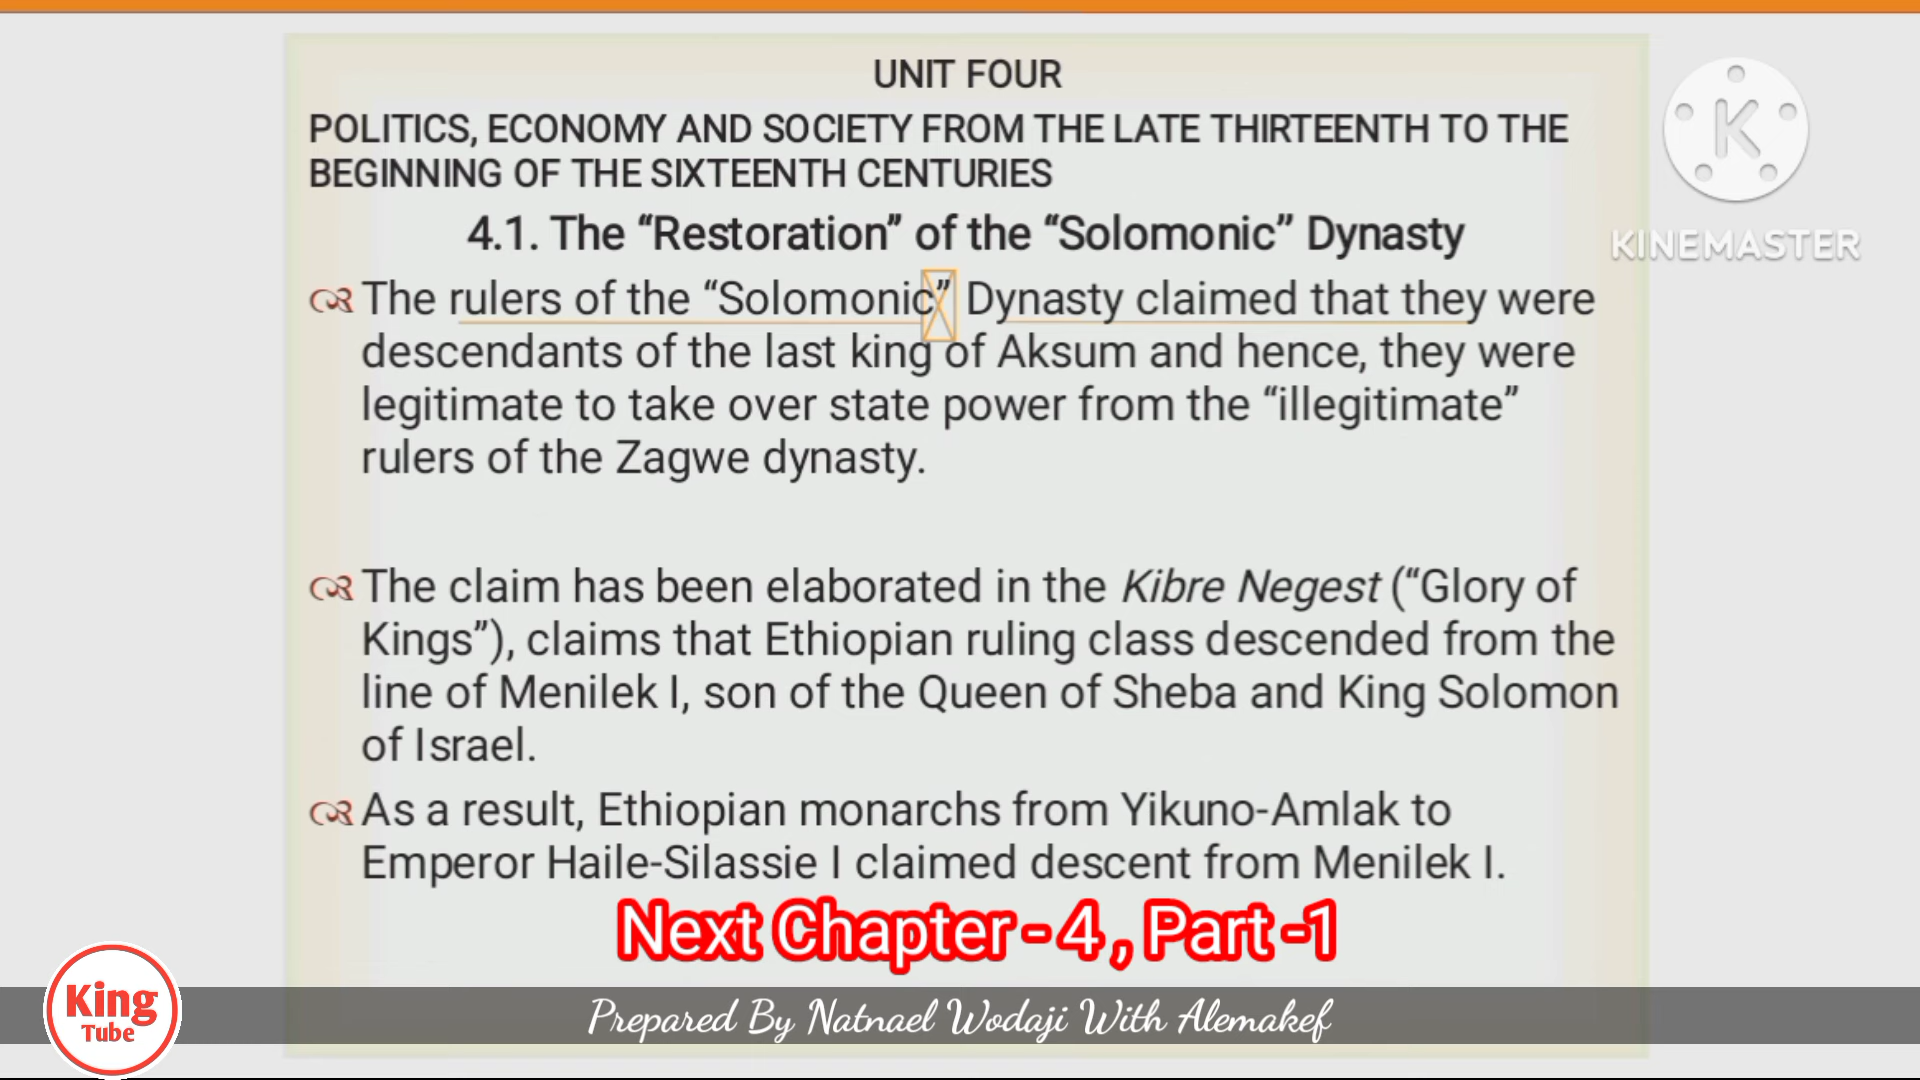 UNIT FOUR
POLITICS, ECONOMY AND SOCIETY FROM THE LATE THIRTEENTH TO THE
BEGINNING OF THE SIXTEENTH CENTURIES
4.1. The “Restoration” of the “Solomonic” Dynasty
The rulers of the “Solomonic” Dynasty claimed that they were
descendants of the last king of Aksum and hence, they were
legitimate to take over state power from the “illegitimate”
rulers of the Zagwe dynasty.
The claim has been elaborated in the Kibre Negest (“Glory of
Kings”), claims that Ethiopian ruling class descended from the
line of Menilek I, son of the Queen of Sheba and King Solomon
of Israel.
As a result, Ethiopian monarchs from Yikuno-Amlak to
Emperor Haile-Silassie I claimed descent from Menilek I.
Next Chapter - 4 , Part -1
Prepared By Natnael Wodaji With Alemakef
King
Tube
K
KINEMASTER